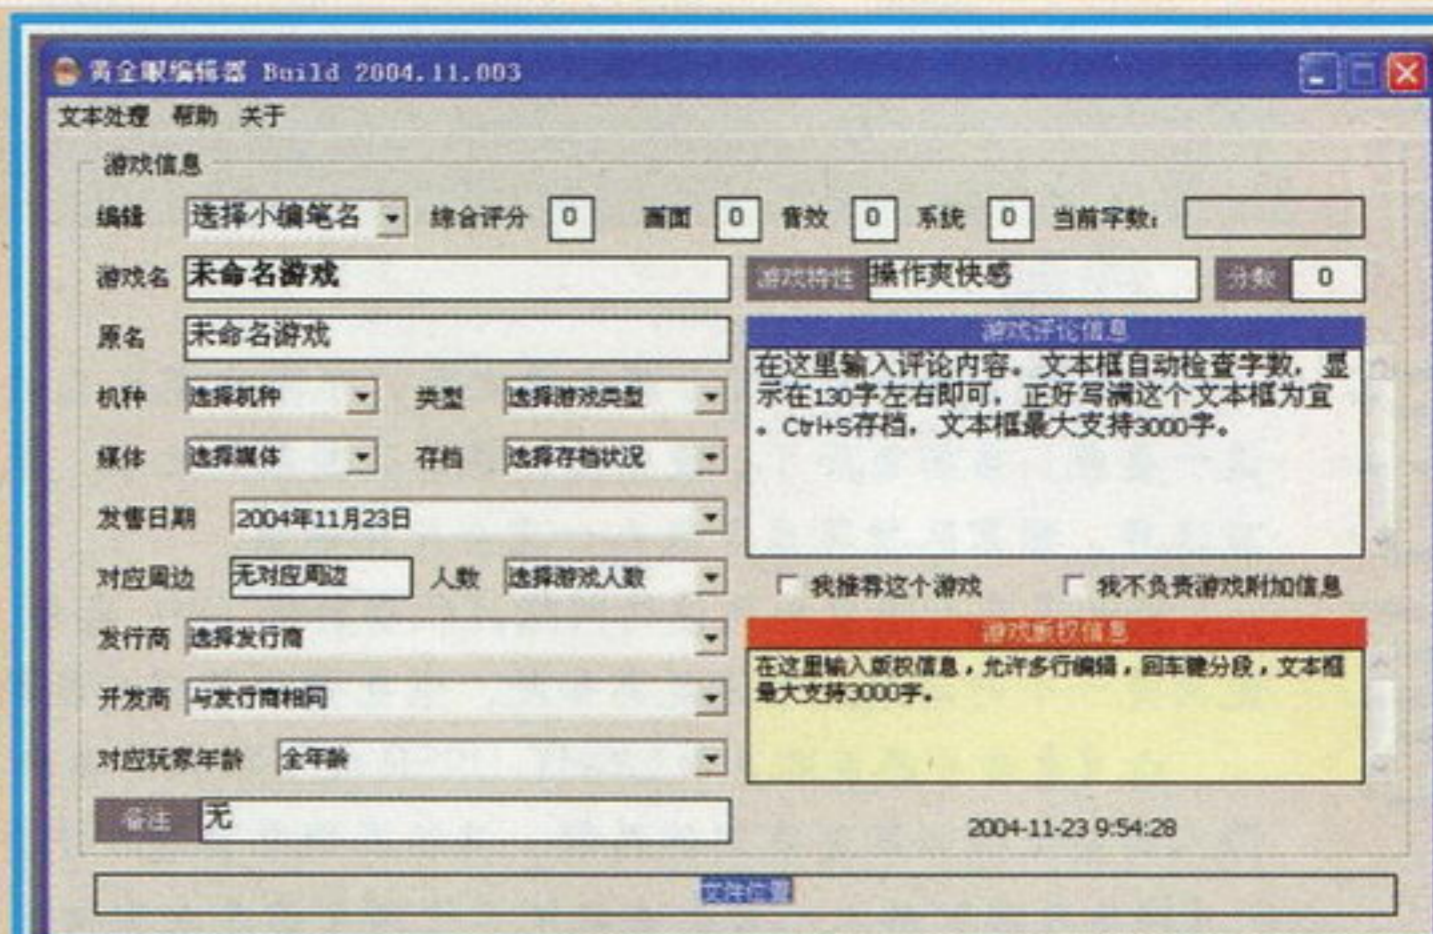 黄金眼编辑器 Build 2004.11.003
文本处理 帮助 关于
游戏信息
编辑 选择小编笔名 综合评分 0 画面 0 音效 0 系统 0 当前字数:
游戏名 未命名游戏 游戏特性 操作爽快感 分数 0
原名 未命名游戏
游戏评论信息
在这里输入评论内容。文本框自动检查字数,显
示在130字左右即可,正好写满这个文本框为宜
。Ctrl+S存档,文本框最大支持3000字。
机种 选择机种 类型 选择游戏类型
媒体 选择媒体 存档 选择存档状况
发售日期 2004年11月23日
对应周边 无对应周边 人数 选择游戏人数
我推荐这个游戏 我不负责游戏附加信息
发行商 选择发行商
游戏版权信息
在这里输入版权信息,允许多行编辑,回车键分段,文本框
最大支持3000字。
开发商 与发行商相同
对应玩家年龄 全年龄
备注 无
2004-11-23 9:54:28
文件位置